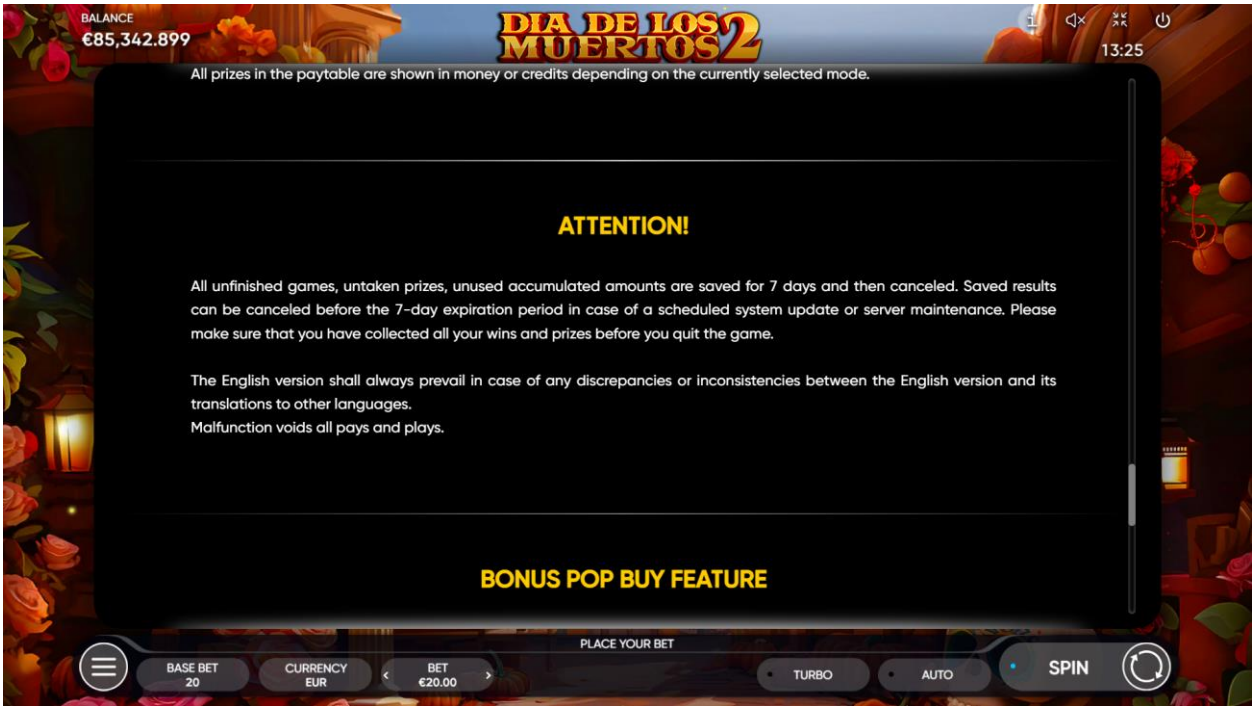 BALANCE
€85,342.899
DIA DE LOS
MUERTOS 2
13:25
All prizes in the paytable are shown in money or credits depending on the currently selected mode.
ATTENTION!
All unfinished games, untaken prizes, unused accumulated amounts are saved for 7 days and then canceled. Saved results
can be canceled before the 7-day expiration period in case of a scheduled system update or server maintenance. Please
make sure that you have collected all your wins and prizes before you quit the game.
The English version shall always prevail in case of any discrepancies or inconsistencies between the English version and its
translations to other languages.
Malfunction voids all pays and plays.
BONUS POP BUY FEATURE
PLACE YOUR BET
BASE BET
20
CURRENCY
EUR
BET
€20.00
TURBO
AUTO
SPIN